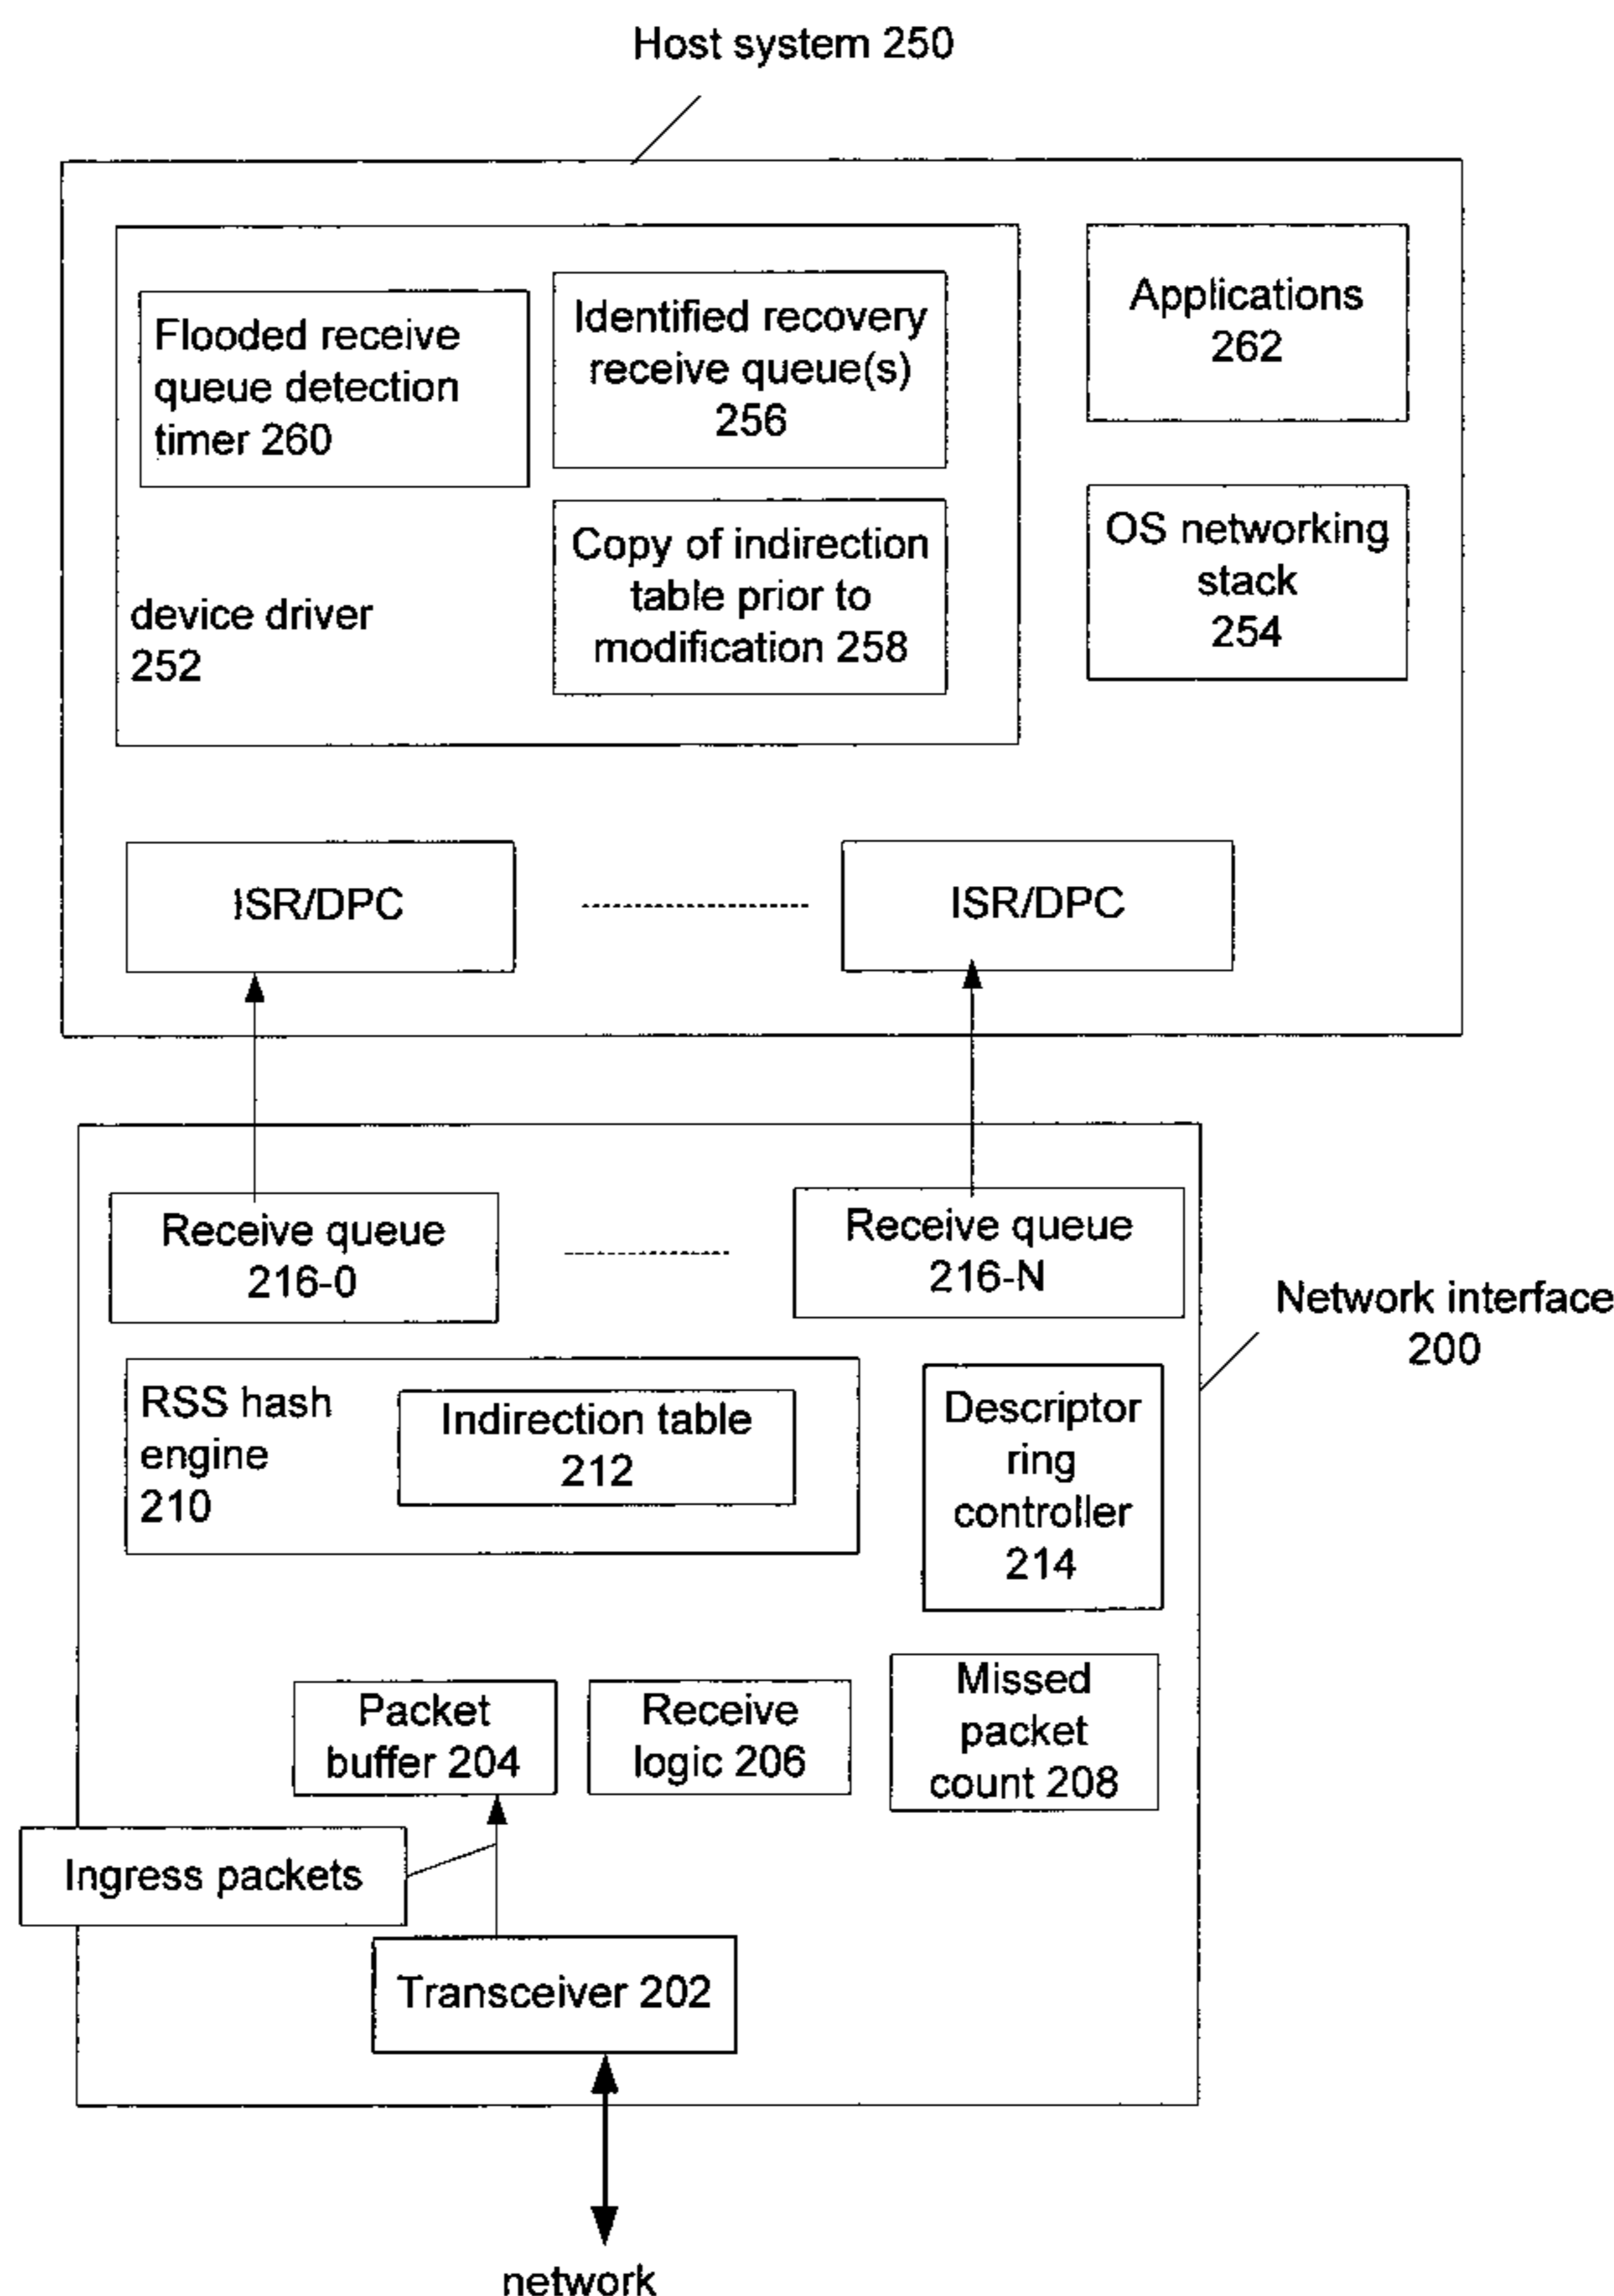 Host system 250
Flooded receive
queue detection
timer 260
Identified recovery
receive queue(s)
256
Applications
262
Copy of indirection
table prior to
modification 258
OS networking
stack
254
device driver
252
ISR/DPC
ISR/DPC
Receive queue
216-0
Receive queue
216-N
Network interface
200
RSS hash
engine
210
Indirection table
212
Descriptor
ring
controller
214
Packet
buffer 204
Receive
logic 206
Missed
packet
count 208
Ingress packets
Transceiver 202
network